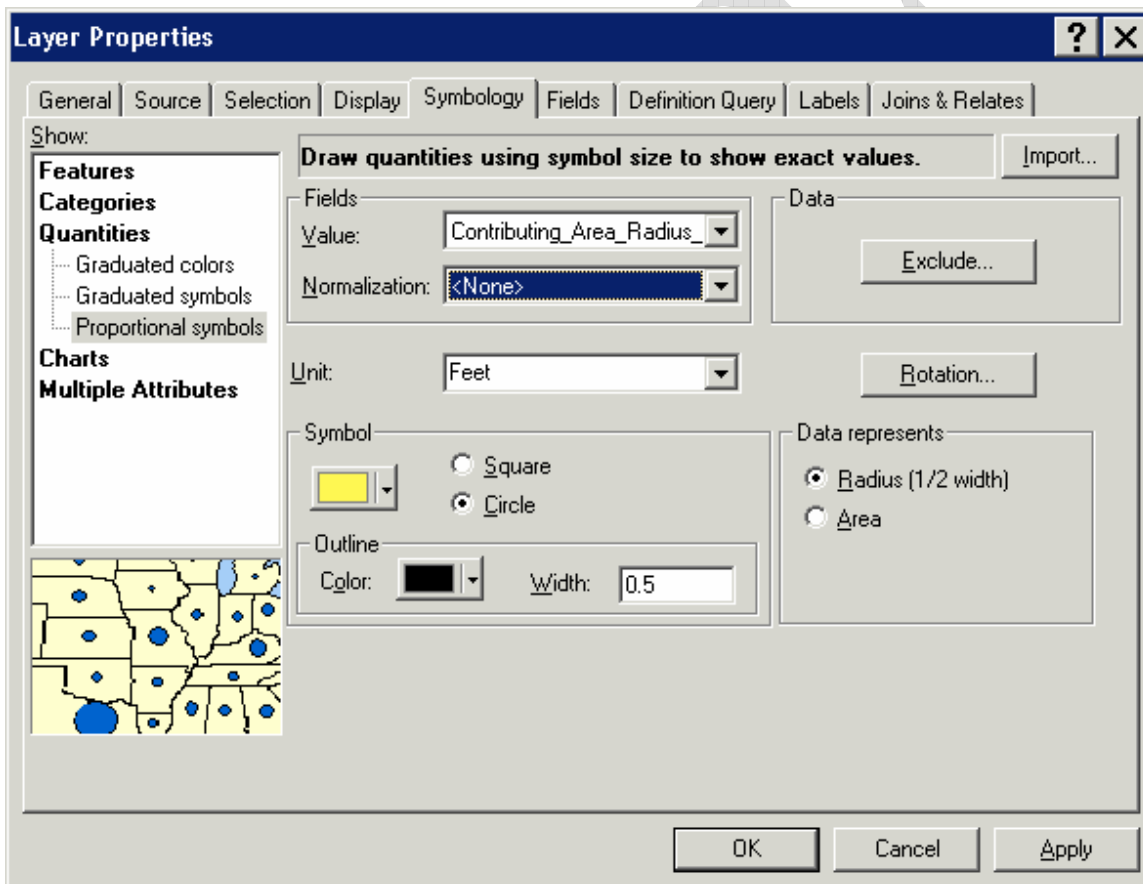 Layer Properties
General Source Selection Display Symbology Fields Definition Query Labels Joins & Relates
Show:
Features
Categories
Quantities
Graduated colors
Graduated symbols
Proportional symbols
Charts
Multiple Attributes
Draw quantities using symbol size to show exact values.
Import...
Fields
Value: Contributing_Area_Radius_
Normalization: <None>
Data
Exclude...
Unit: Feet
Rotation...
Symbol
Square
Circle
Outline
Color: Width: 0.5
Data represents
Radius (1/2 width)
Area
OK Cancel Apply